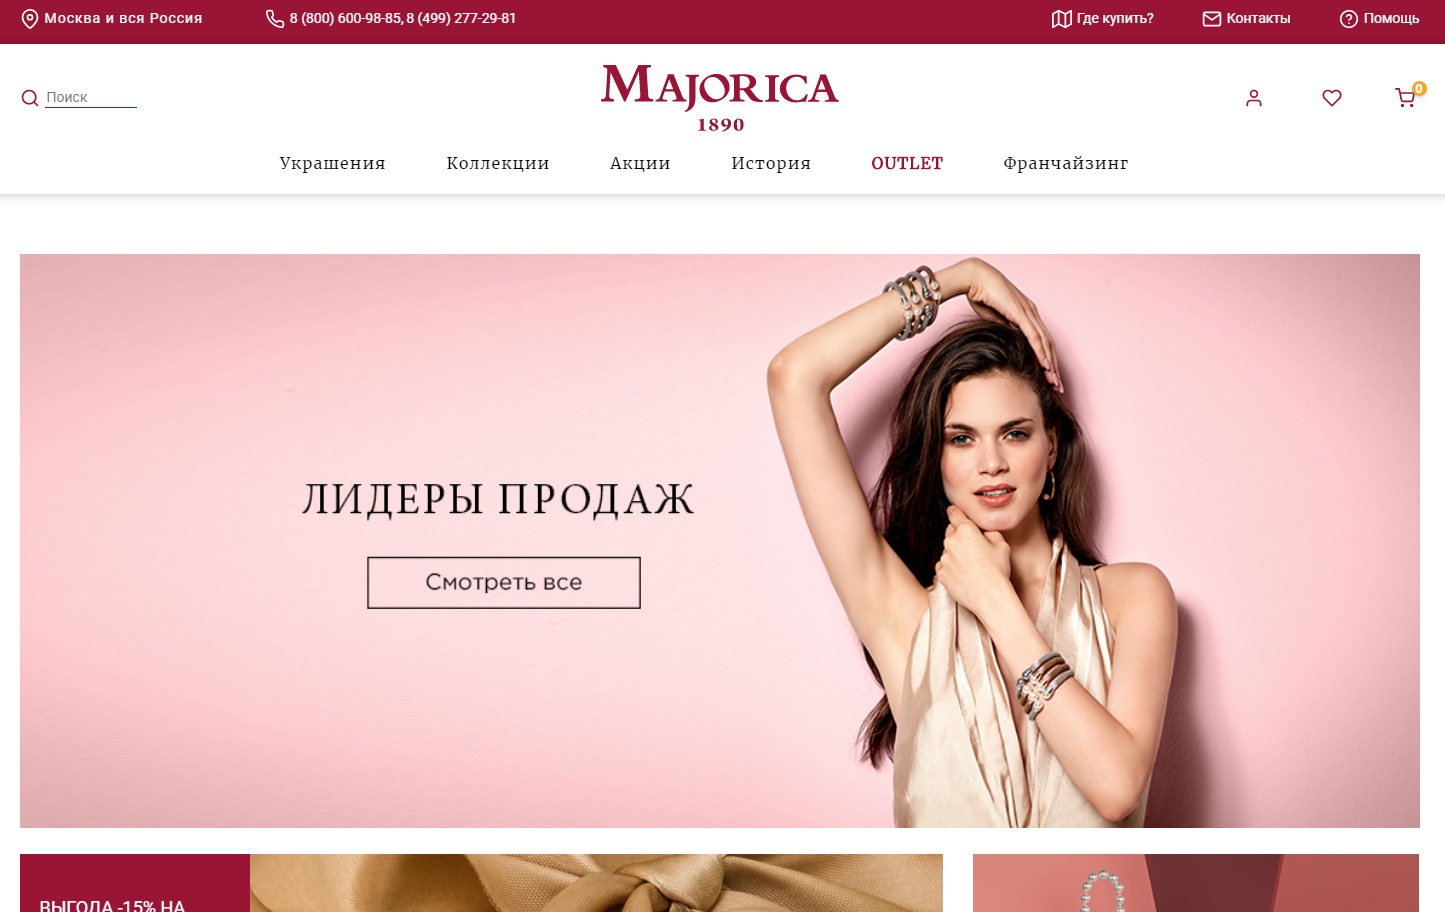 Москва и вся Россия
8 (800) 600-98-85, 8 (499) 277-29-81
Где купить?
Контакты
Помощь
Поиск
MAJORICA
1890
0
Украшения
Коллекции
Акции
История
OUTLET
Франчайзинг
ЛИДЕРЫ ПРОДАЖ
Смотреть все
ВЫГОДА -15% НА